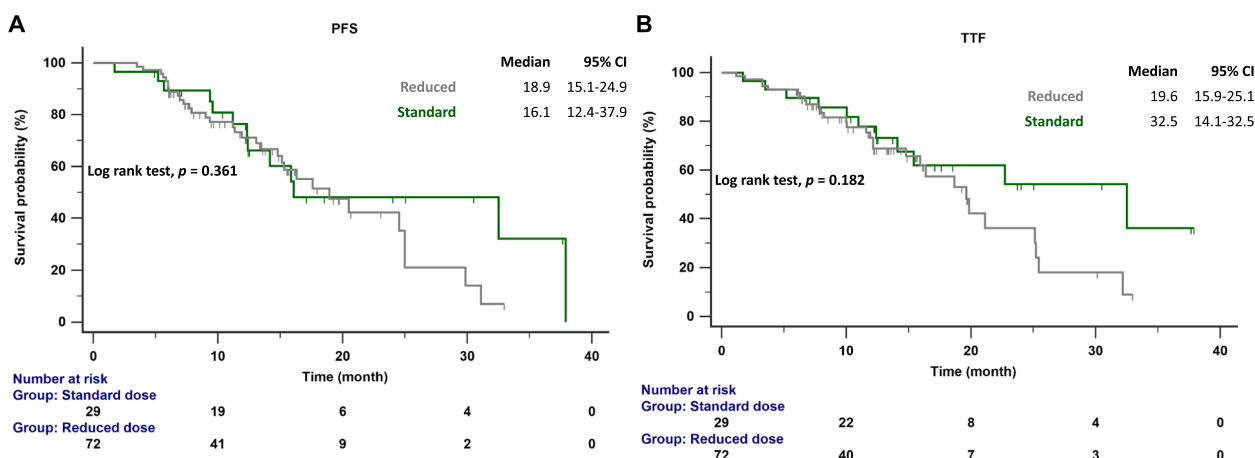 A
PFS
Median 95% CI
Reduced 18.9 15.1-24.9
Standard 16.1 12.4-37.9
Log rank test, p = 0.361
Survival probability (%)
100
80
60
40
20
0
0 10 20 30 40
Time (month)
Number at risk
Group: Standard dose
29 19 6 4 0
Group: Reduced dose
72 41 9 2 0
B
TTF
Median 95% CI
Reduced 19.6 15.9-25.1
Standard 32.5 14.1-32.5
Log rank test, p = 0.182
Survival probability (%)
100
80
60
40
20
0
0 10 20 30 40
Time (month)
Number at risk
Group: Standard dose
29 22 8 4 0
Group: Reduced dose
72 40 7 3 0